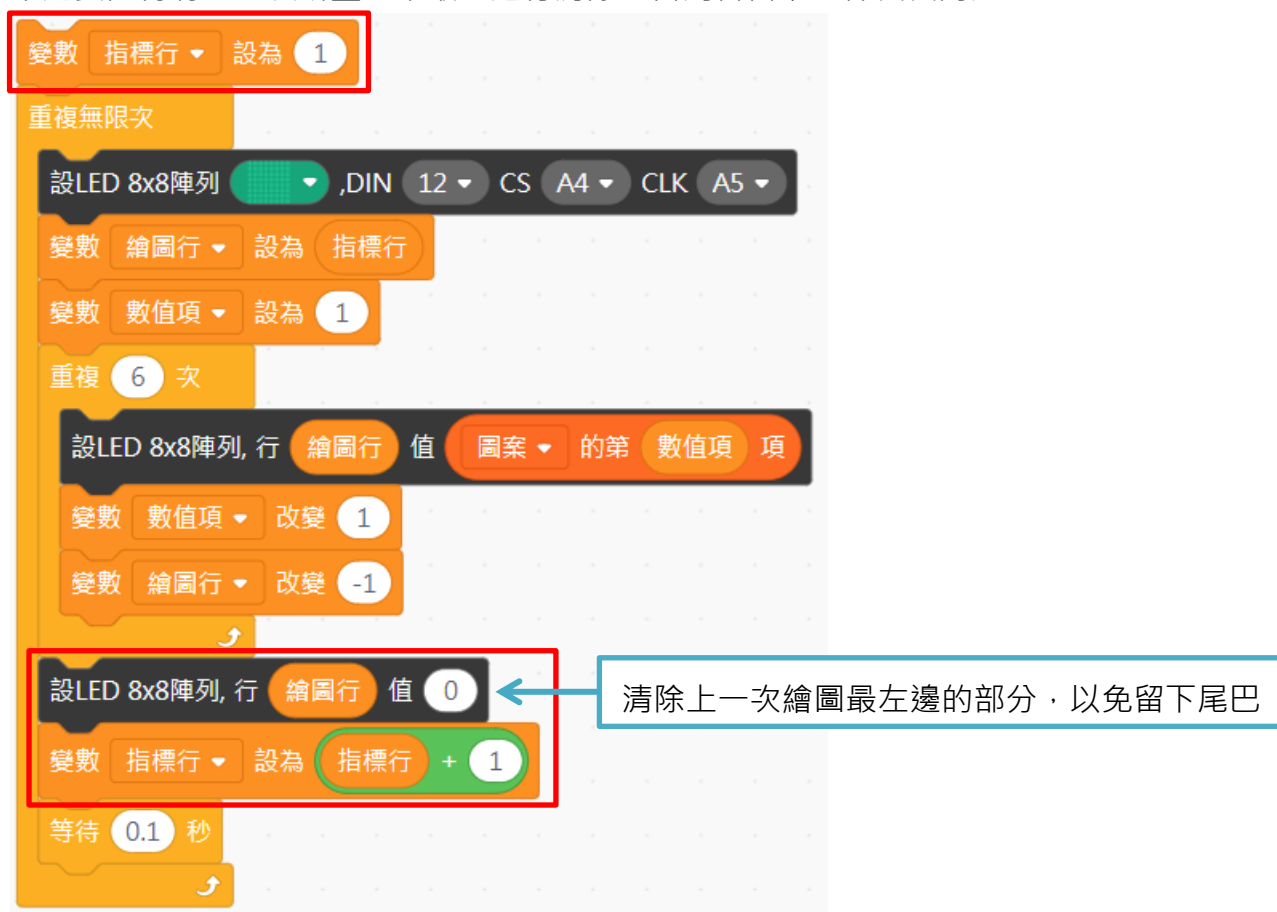 變數 指標行 設為 1
重複無限次
設LED 8x8陣列 ,DIN 12 CS A4 CLK A5
變數 繪圖行 設為 指標行
變數 數值項 設為 1
重複 6 次
設LED 8x8陣列, 行 繪圖行 值 圖案 的第 數值項 項
變數 數值項 改變 1
變數 繪圖行 改變 -1
設LED 8x8陣列, 行 繪圖行 值 0
清除上一次繪圖最左邊的部分，以免留下尾巴
變數 指標行 設為 指標行 + 1
等待 0.1 秒